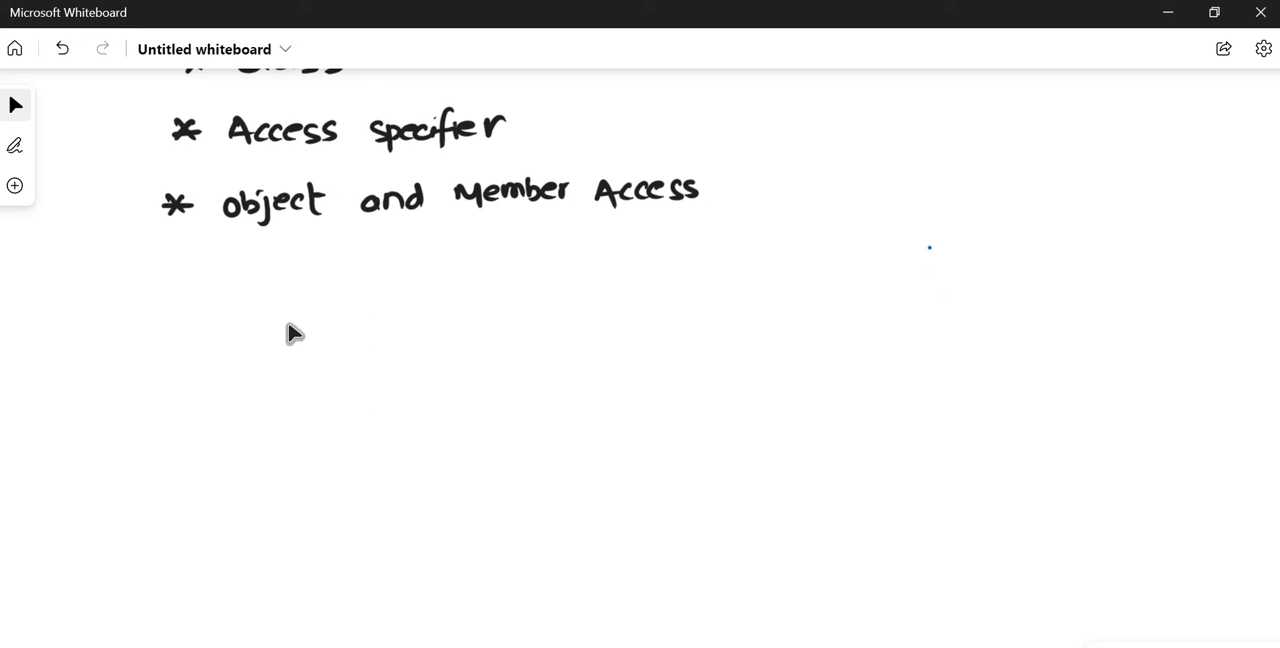 Microsoft Whiteboard
Untitled whiteboard
* Access specifier
* object and Member Access